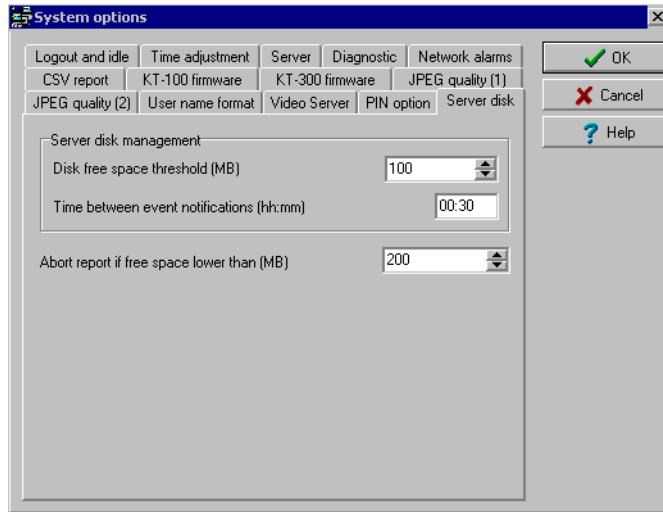 System options
Logout and idle Time adjustment Server Diagnostic Network alarms
CSV report KT-100 firmware KT-300 firmware JPEG quality (1)
JPEG quality (2) User name format Video Server PIN option Server disk
Server disk management
Disk free space threshold (MB) 100
Time between event notifications (hh:mm) 00:30
Abort report if free space lower than (MB) 200
OK
Cancel
? Help